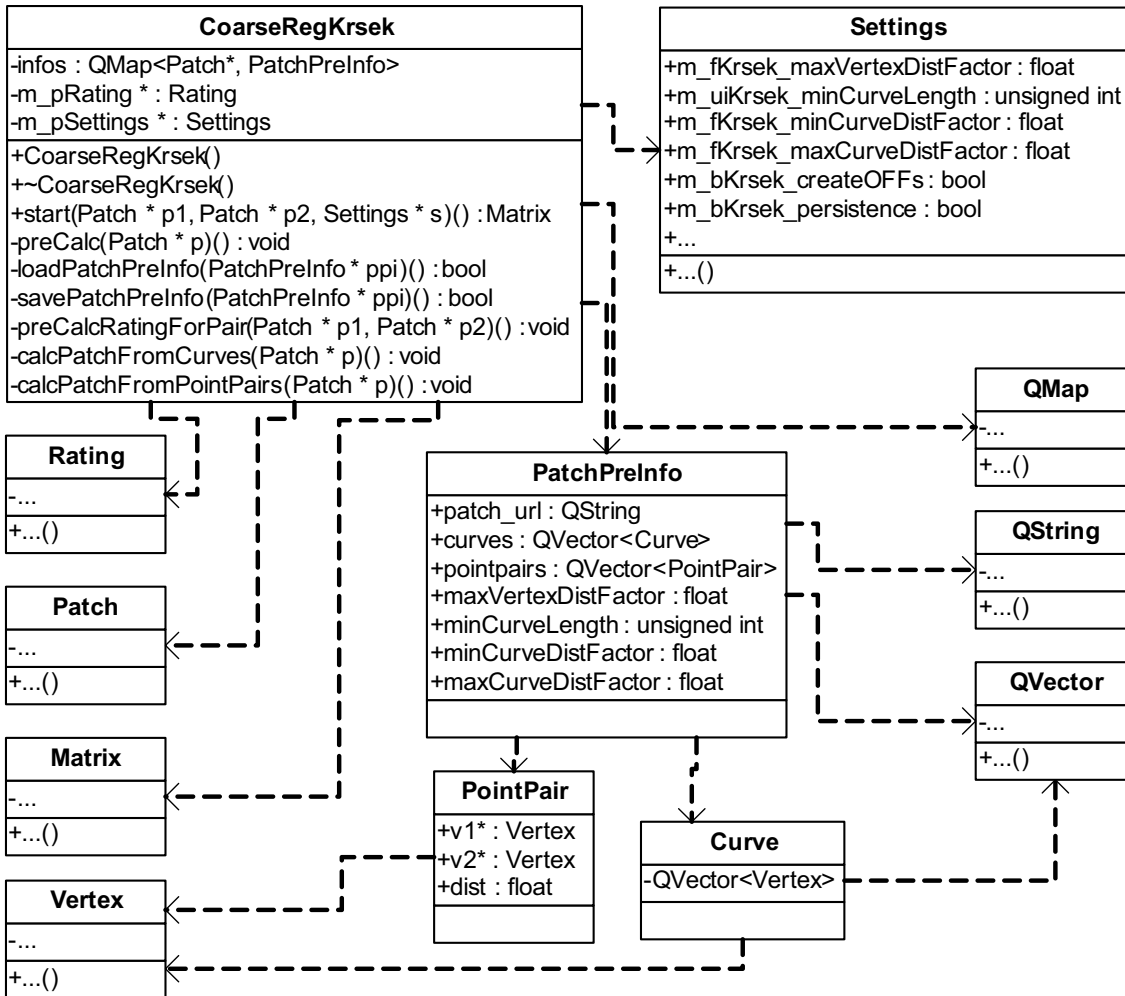 CoarseRegKrsek
-infos : QMap<Patch*, PatchPreInfo>
-m_pRating * : Rating
-m_pSettings * : Settings
+CoarseRegKrsek()
+~CoarseRegKrsek()
+start(Patch * p1, Patch * p2, Settings * s)() : Matrix
-preCalc(Patch * p)() : void
-loadPatchPreInfo(PatchPreInfo * ppi)() : bool
-savePatchPreInfo(PatchPreInfo * ppi)() : bool
-preCalcRatingForPair(Patch * p1, Patch * p2)() : void
-calcPatchFromCurves(Patch * p)() : void
-calcPatchFromPointPairs(Patch * p)() : void
Settings
+m_fKrsek_maxVertexDistFactor : float
+m_uiKrsek_minCurveLength : unsigned int
+m_fKrsek_minCurveDistFactor : float
+m_fKrsek_maxCurveDistFactor : float
+m_bKrsek_createOFFs : bool
+m_bKrsek_persistence : bool
+...
+...()
QMap
-...
+...()
Rating
-...
+...()
PatchPreInfo
+patch_url : QString
+curves : QVector<Curve>
+pointpairs : QVector<PointPair>
+maxVertexDistFactor : float
+minCurveLength : unsigned int
+minCurveDistFactor : float
+maxCurveDistFactor : float
QString
-...
+...()
Patch
-...
+...()
QVector
-...
+...()
Matrix
-...
+...()
PointPair
+v1* : Vertex
+v2* : Vertex
+dist : float
Curve
-QVector<Vertex>
Vertex
-...
+...()